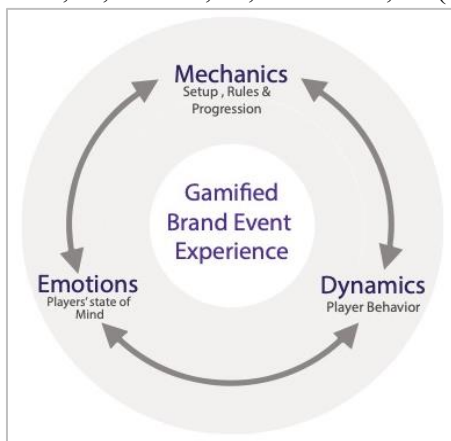 Mechanics
Setup , Rules &
Progression
Gamified
Brand Event
Experience
Emotions
Players' state of
Mind
Dynamics
Player Behavior